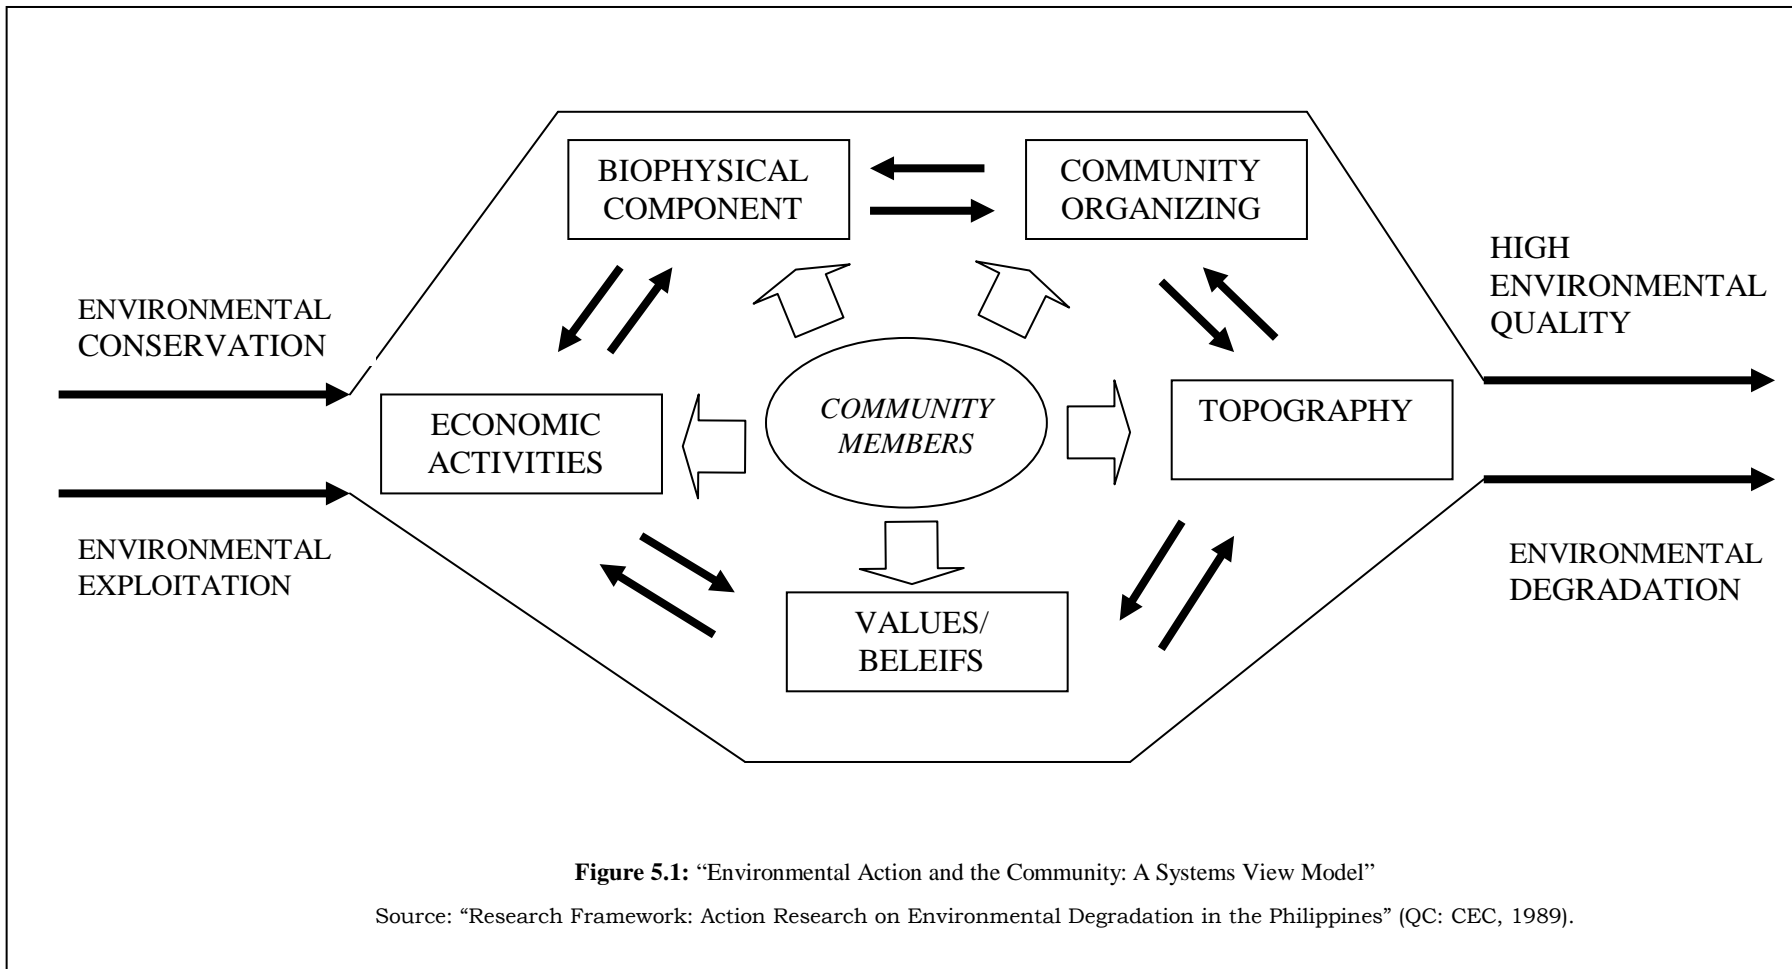 BIOPHYSICAL
COMPONENT
COMMUNITY
ORGANIZING
HIGH
ENVIRONMENTAL
QUALITY
ENVIRONMENTAL
CONSERVATION
ECONOMIC
ACTIVITIES
COMMUNITY
MEMBERS
TOPOGRAPHY
ENVIRONMENTAL
EXPLOITATION
ENVIRONMENTAL
DEGRADATION
VALUES/
BELEIFS
Figure 5.1: “Environmental Action and the Community: A Systems View Model”
Source: “Research Framework: Action Research on Environmental Degradation in the Philippines” (QC: CEC, 1989).